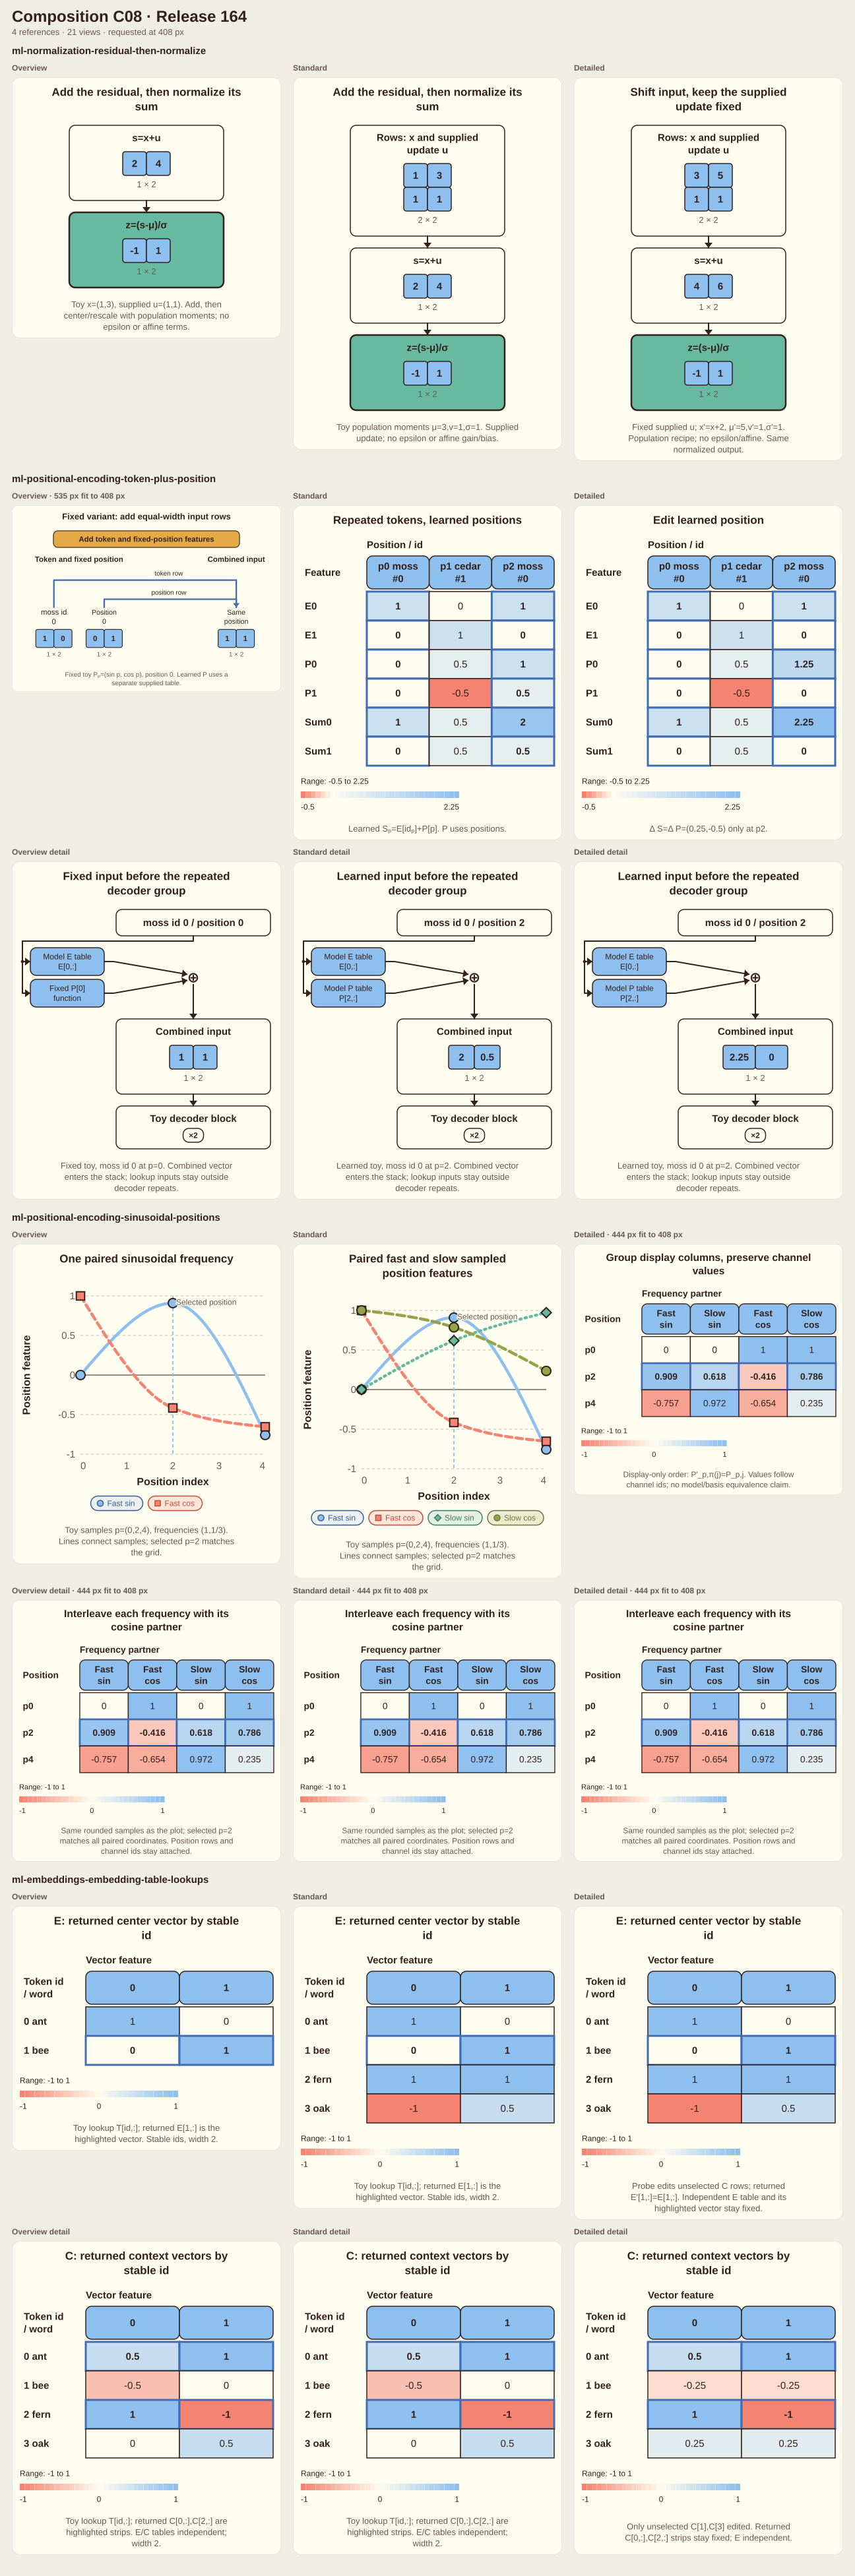 Composition C08 · Release 164
4 references · 21 views · requested at 408 px
ml-normalization-residual-then-normalize
Overview
Add the residual, then normalize its
sum
s=x+u
2 4
1 × 2
z=(s-μ)/σ
-1 1
1 × 2
Toy x=(1,3), supplied u=(1,1). Add, then
center/rescale with population moments; no
epsilon or affine terms.
Standard
Add the residual, then normalize its
sum
Rows: x and supplied
update u
1 3
1 1
2 × 2
s=x+u
2 4
1 × 2
z=(s-μ)/σ
-1 1
1 × 2
Toy population moments μ=3,v=1,σ=1. Supplied
update; no epsilon or affine gain/bias.
Detailed
Shift input, keep the supplied
update fixed
Rows: x and supplied
update u
3 5
1 1
2 × 2
s=x+u
4 6
1 × 2
z=(s-μ)/σ
-1 1
1 × 2
Fixed supplied u; x'=x+2, μ'=5,v'=1,σ'=1.
Population recipe; no epsilon/affine. Same
normalized output.
ml-positional-encoding-token-plus-position
Overview · 535 px fit to 408 px
Fixed variant: add equal-width input rows
Add token and fixed-position features
Token and fixed position Combined input
token row
position row
moss id Position Same
0 0 position
1 0 0 1 1 1
1 × 2 1 × 2 1 × 2
Fixed toy Pₚ=(sin p, cos p), position 0. Learned P uses a
separate supplied table.
Standard
Repeated tokens, learned positions
Position / id
Feature p0 moss #0 p1 cedar #1 p2 moss #0
E0 1 0 1
E1 0 1 0
P0 0 0.5 1
P1 0 -0.5 0.5
Sum0 1 0.5 2
Sum1 0 0.5 0.5
Range: -0.5 to 2.25
-0.5 2.25
Learned Sₚ=E[idₚ]+P[p]. P uses positions.
Detailed
Edit learned position
Position / id
Feature p0 moss #0 p1 cedar #1 p2 moss #0
E0 1 0 1
E1 0 1 0
P0 0 0.5 1.25
P1 0 -0.5 0
Sum0 1 0.5 2.25
Sum1 0 0.5 0
Range: -0.5 to 2.25
-0.5 2.25
Δ S=Δ P=(0.25,-0.5) only at p2.
Overview detail
Fixed input before the repeated
decoder group
moss id 0 / position 0
Model E table
E[0,:]
⊕
Fixed P[0]
function
Combined input
1 1
1 × 2
Toy decoder block
×2
Fixed toy, moss id 0 at p=0. Combined vector
enters the stack; lookup inputs stay outside
decoder repeats.
Standard detail
Learned input before the repeated
decoder group
moss id 0 / position 2
Model E table
E[0,:]
⊕
Model P table
P[2,:]
Combined input
2 0.5
1 × 2
Toy decoder block
×2
Learned toy, moss id 0 at p=2. Combined vector
enters the stack; lookup inputs stay outside
decoder repeats.
Detailed detail
Learned input before the repeated
decoder group
moss id 0 / position 2
Model E table
E[0,:]
⊕
Model P table
P[2,:]
Combined input
2.25 0
1 × 2
Toy decoder block
×2
Learned toy, moss id 0 at p=2. Combined vector
enters the stack; lookup inputs stay outside
decoder repeats.
ml-positional-encoding-sinusoidal-positions
Overview
One paired sinusoidal frequency
Position feature
1
0.5
0
-0.5
-1
Selected position
0 1 2 3 4
Position index
Fast sin Fast cos
Toy samples p=(0,2,4), frequencies (1,1/3).
Lines connect samples; selected p=2 matches
the grid.
Standard
Paired fast and slow sampled
position features
Position feature
1
0.5
0
-0.5
-1
Selected position
0 1 2 3 4
Position index
Fast sin Fast cos Slow sin Slow cos
Toy samples p=(0,2,4), frequencies (1,1/3).
Lines connect samples; selected p=2 matches
the grid.
Detailed · 444 px fit to 408 px
Group display columns, preserve channel
values
Frequency partner
Position Fast sin Slow sin Fast cos Slow cos
p0 0 0 1 1
p2 0.909 0.618 -0.416 0.786
p4 -0.757 0.972 -0.654 0.235
Range: -1 to 1
-1 0 1
Display-only order: P'_p,π(j)=P_p,j. Values follow
channel ids; no model/basis equivalence claim.
Overview detail · 444 px fit to 408 px
Interleave each frequency with its
cosine partner
Frequency partner
Position Fast sin Fast cos Slow sin Slow cos
p0 0 1 0 1
p2 0.909 -0.416 0.618 0.786
p4 -0.757 -0.654 0.972 0.235
Range: -1 to 1
-1 0 1
Same rounded samples as the plot; selected p=2
matches all paired coordinates. Position rows and
channel ids stay attached.
Standard detail · 444 px fit to 408 px
Interleave each frequency with its
cosine partner
Frequency partner
Position Fast sin Fast cos Slow sin Slow cos
p0 0 1 0 1
p2 0.909 -0.416 0.618 0.786
p4 -0.757 -0.654 0.972 0.235
Range: -1 to 1
-1 0 1
Same rounded samples as the plot; selected p=2
matches all paired coordinates. Position rows and
channel ids stay attached.
Detailed detail · 444 px fit to 408 px
Interleave each frequency with its
cosine partner
Frequency partner
Position Fast sin Fast cos Slow sin Slow cos
p0 0 1 0 1
p2 0.909 -0.416 0.618 0.786
p4 -0.757 -0.654 0.972 0.235
Range: -1 to 1
-1 0 1
Same rounded samples as the plot; selected p=2
matches all paired coordinates. Position rows and
channel ids stay attached.
ml-embeddings-embedding-table-lookups
Overview
E: returned center vector by stable
id
Vector feature
Token id / word 0 1
0 ant 1 0
1 bee 0 1
Range: -1 to 1
-1 0 1
Toy lookup T[id,:]; returned E[1,:] is the
highlighted vector. Stable ids, width 2.
Standard
E: returned center vector by stable
id
Vector feature
Token id / word 0 1
0 ant 1 0
1 bee 0 1
2 fern 1 1
3 oak -1 0.5
Range: -1 to 1
-1 0 1
Toy lookup T[id,:]; returned E[1,:] is the
highlighted vector. Stable ids, width 2.
Detailed
E: returned center vector by stable
id
Vector feature
Token id / word 0 1
0 ant 1 0
1 bee 0 1
2 fern 1 1
3 oak -1 0.5
Range: -1 to 1
-1 0 1
Probe edits unselected C rows; returned
E'[1,:]=E[1,:]. Independent E table and its
highlighted vector stay fixed.
Overview detail
C: returned context vectors by
stable id
Vector feature
Token id / word 0 1
0 ant 0.5 1
1 bee -0.5 0
2 fern 1 -1
3 oak 0 0.5
Range: -1 to 1
-1 0 1
Toy lookup T[id,:]; returned C[0,:],C[2,:] are
highlighted strips. E/C tables independent;
width 2.
Standard detail
C: returned context vectors by
stable id
Vector feature
Token id / word 0 1
0 ant 0.5 1
1 bee -0.5 0
2 fern 1 -1
3 oak 0 0.5
Range: -1 to 1
-1 0 1
Toy lookup T[id,:]; returned C[0,:],C[2,:] are
highlighted strips. E/C tables independent;
width 2.
Detailed detail
C: returned context vectors by
stable id
Vector feature
Token id / word 0 1
0 ant 0.5 1
1 bee -0.25 -0.25
2 fern 1 -1
3 oak 0.25 0.25
Range: -1 to 1
-1 0 1
Only unselected C[1],C[3] edited. Returned
C[0,:],C[2,:] strips stay fixed; E independent.